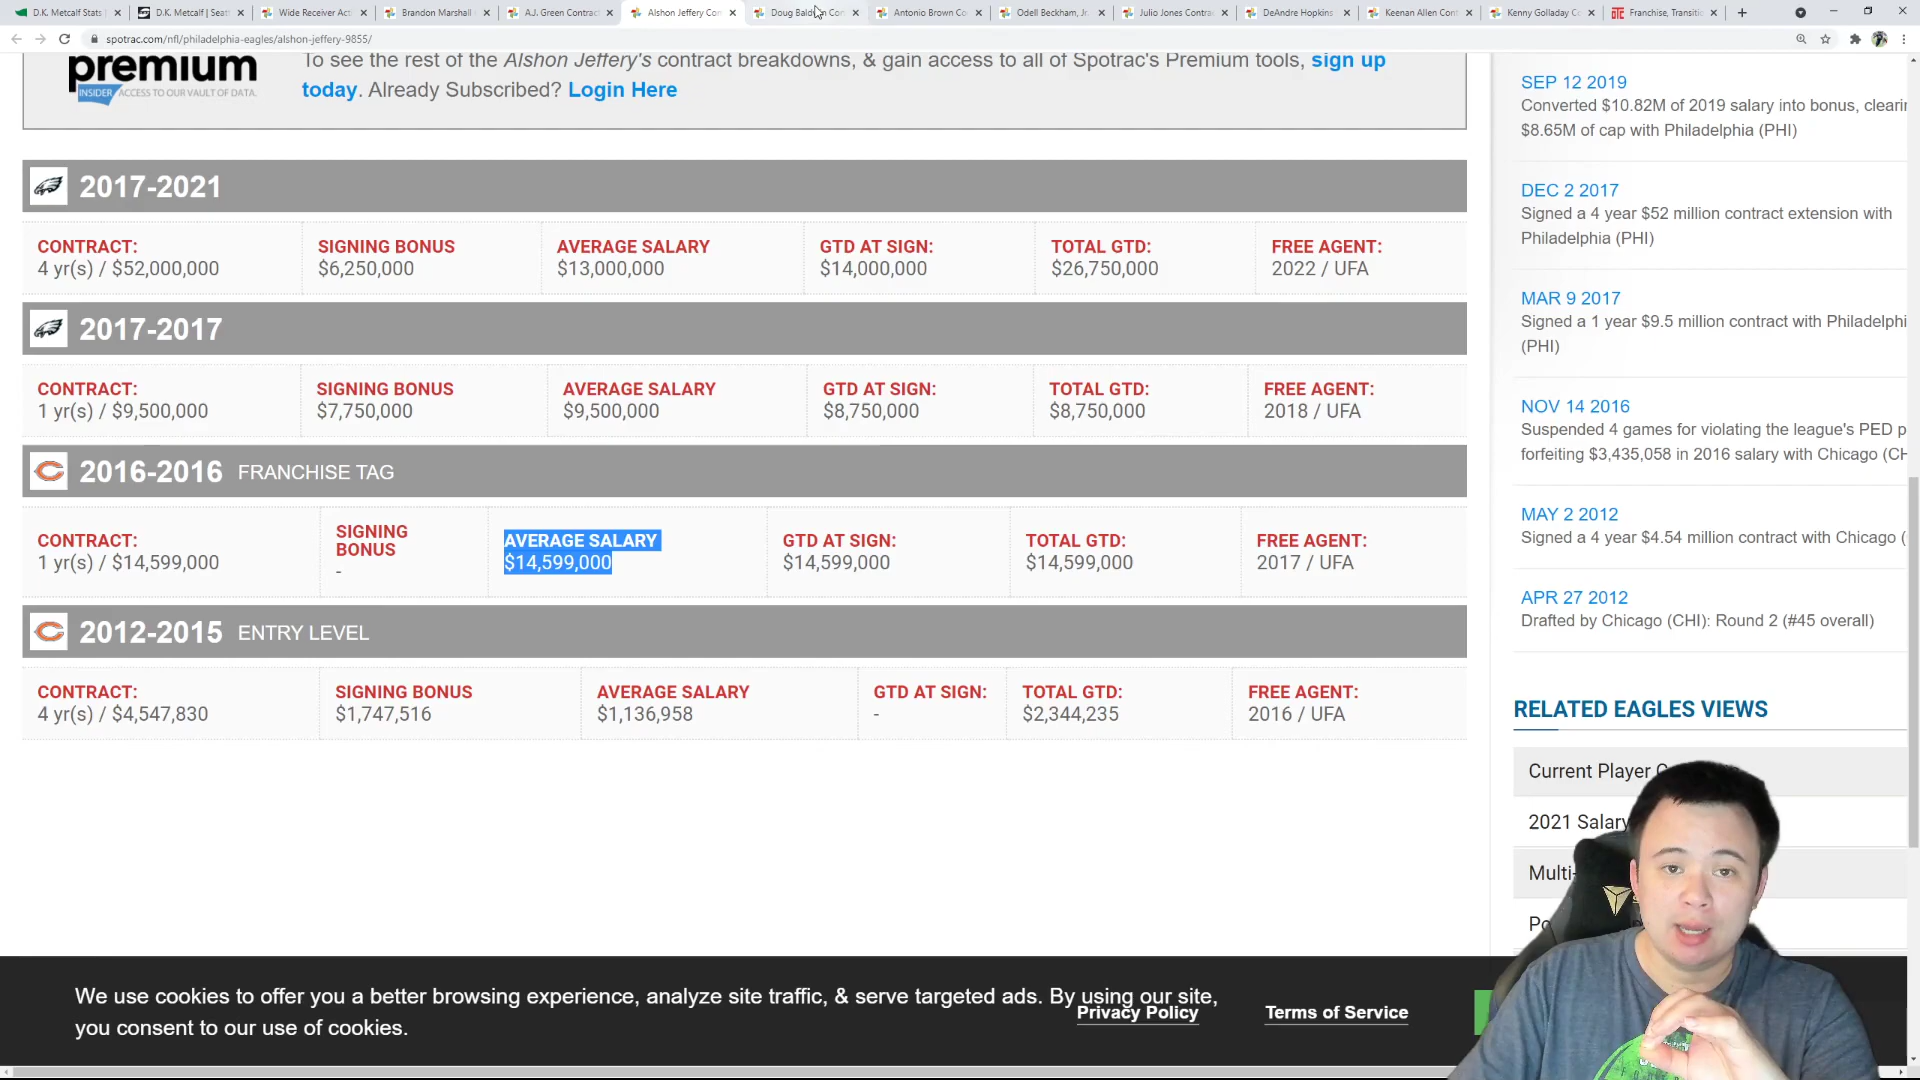 D.K. Metcalf Stats
D.K. Metcalf | Seatt
Wide Receiver Act
Brandon Marshall
A.J. Green Contract
Alshon Jeffery Con
Doug Baldwin Con
Antonio Brown Co
Odell Beckham, Jr.
Julio Jones Contra
DeAndre Hopkins
Keenan Allen Cont
Kenny Golladay Co
Franchise, Transiti
spotrac.com/nfl/philadelphia-eagles/alshon-jeffery-9855/
premium
INSIDER ACCESS TO OUR VAULT OF DATA.
To see the rest of the Alshon Jeffery's contract breakdowns, & gain access to all of Spotrac's Premium tools, sign up
today. Already Subscribed? Login Here
2017-2021
CONTRACT: SIGNING BONUS AVERAGE SALARY GTD AT SIGN: TOTAL GTD: FREE AGENT:
4 yr(s) / $52,000,000 $6,250,000 $13,000,000 $14,000,000 $26,750,000 2022 / UFA
2017-2017
CONTRACT: SIGNING BONUS AVERAGE SALARY GTD AT SIGN: TOTAL GTD: FREE AGENT:
1 yr(s) / $9,500,000 $7,750,000 $9,500,000 $8,750,000 $8,750,000 2018 / UFA
2016-2016 FRANCHISE TAG
CONTRACT: SIGNING BONUS AVERAGE SALARY GTD AT SIGN: TOTAL GTD: FREE AGENT:
1 yr(s) / $14,599,000 - $14,599,000 $14,599,000 $14,599,000 2017 / UFA
2012-2015 ENTRY LEVEL
CONTRACT: SIGNING BONUS AVERAGE SALARY GTD AT SIGN: TOTAL GTD: FREE AGENT:
4 yr(s) / $4,547,830 $1,747,516 $1,136,958 - $2,344,235 2016 / UFA
SEP 12 2019
Converted $10.82M of 2019 salary into bonus, cleari
$8.65M of cap with Philadelphia (PHI)
DEC 2 2017
Signed a 4 year $52 million contract extension with
Philadelphia (PHI)
MAR 9 2017
Signed a 1 year $9.5 million contract with Philadelphi
(PHI)
NOV 14 2016
Suspended 4 games for violating the league's PED p
forfeiting $3,435,058 in 2016 salary with Chicago (CH
MAY 2 2012
Signed a 4 year $4.54 million contract with Chicago (
APR 27 2012
Drafted by Chicago (CHI): Round 2 (#45 overall)
RELATED EAGLES VIEWS
Current Player
2021 Salary
Multi-
Po
We use cookies to offer you a better browsing experience, analyze site traffic, & serve targeted ads. By using our site,
you consent to our use of cookies.
Privacy Policy
Terms of Service